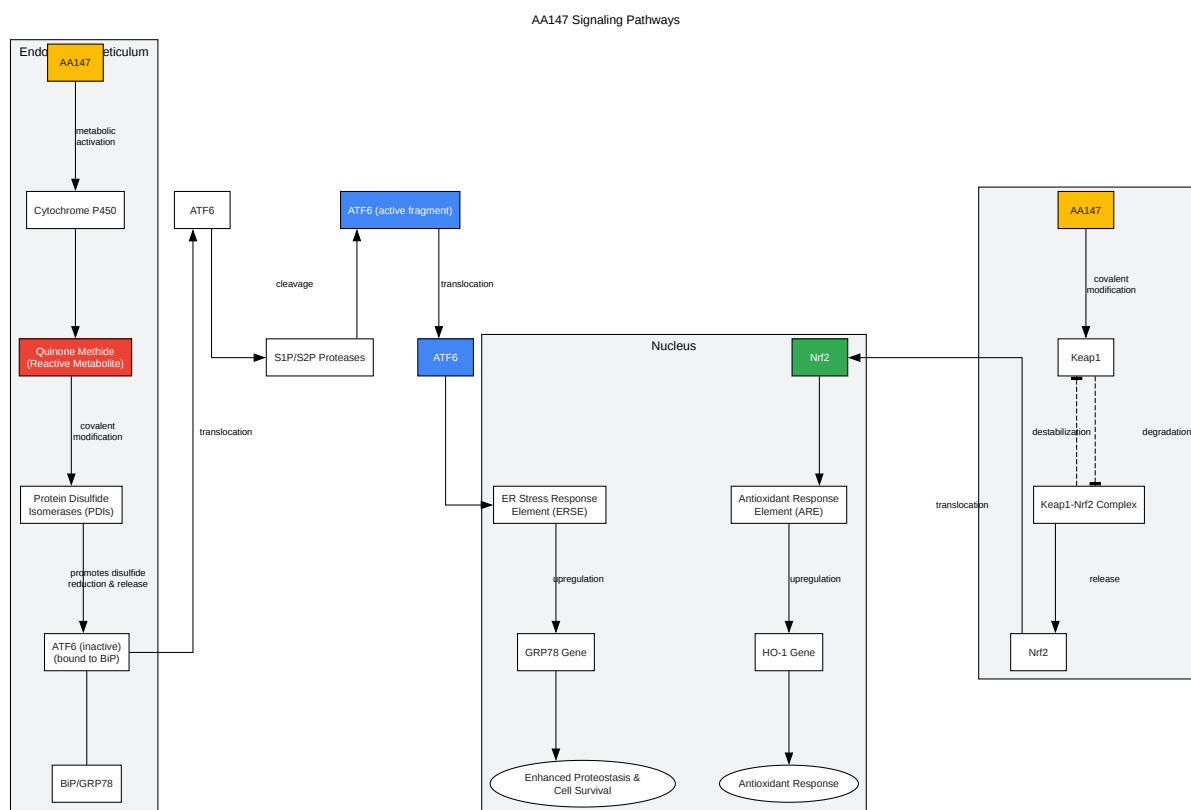 AA147 Signaling Pathways
Endo
eticulum
AA147
metabolic
activation
Cytochrome P450
Quinone Methide
(Reactive Metabolite)
covalent
modification
Protein Disulfide
Isomerases (PDIs)
promotes disulfide
reduction & release
ATF6 (inactive)
(bound to BiP)
BiP/GRP78
translocation
ATF6
cleavage
S1P/S2P Proteases
ATF6 (active fragment)
translocation
ATF6
Nucleus
ER Stress Response
Element (ERSE)
upregulation
GRP78 Gene
Enhanced Proteostasis &
Cell Survival
Nrf2
Antioxidant Response
Element (ARE)
upregulation
HO-1 Gene
Antioxidant Response
translocation
AA147
covalent
modification
Keap1
destabilization
degradation
Keap1-Nrf2 Complex
release
Nrf2